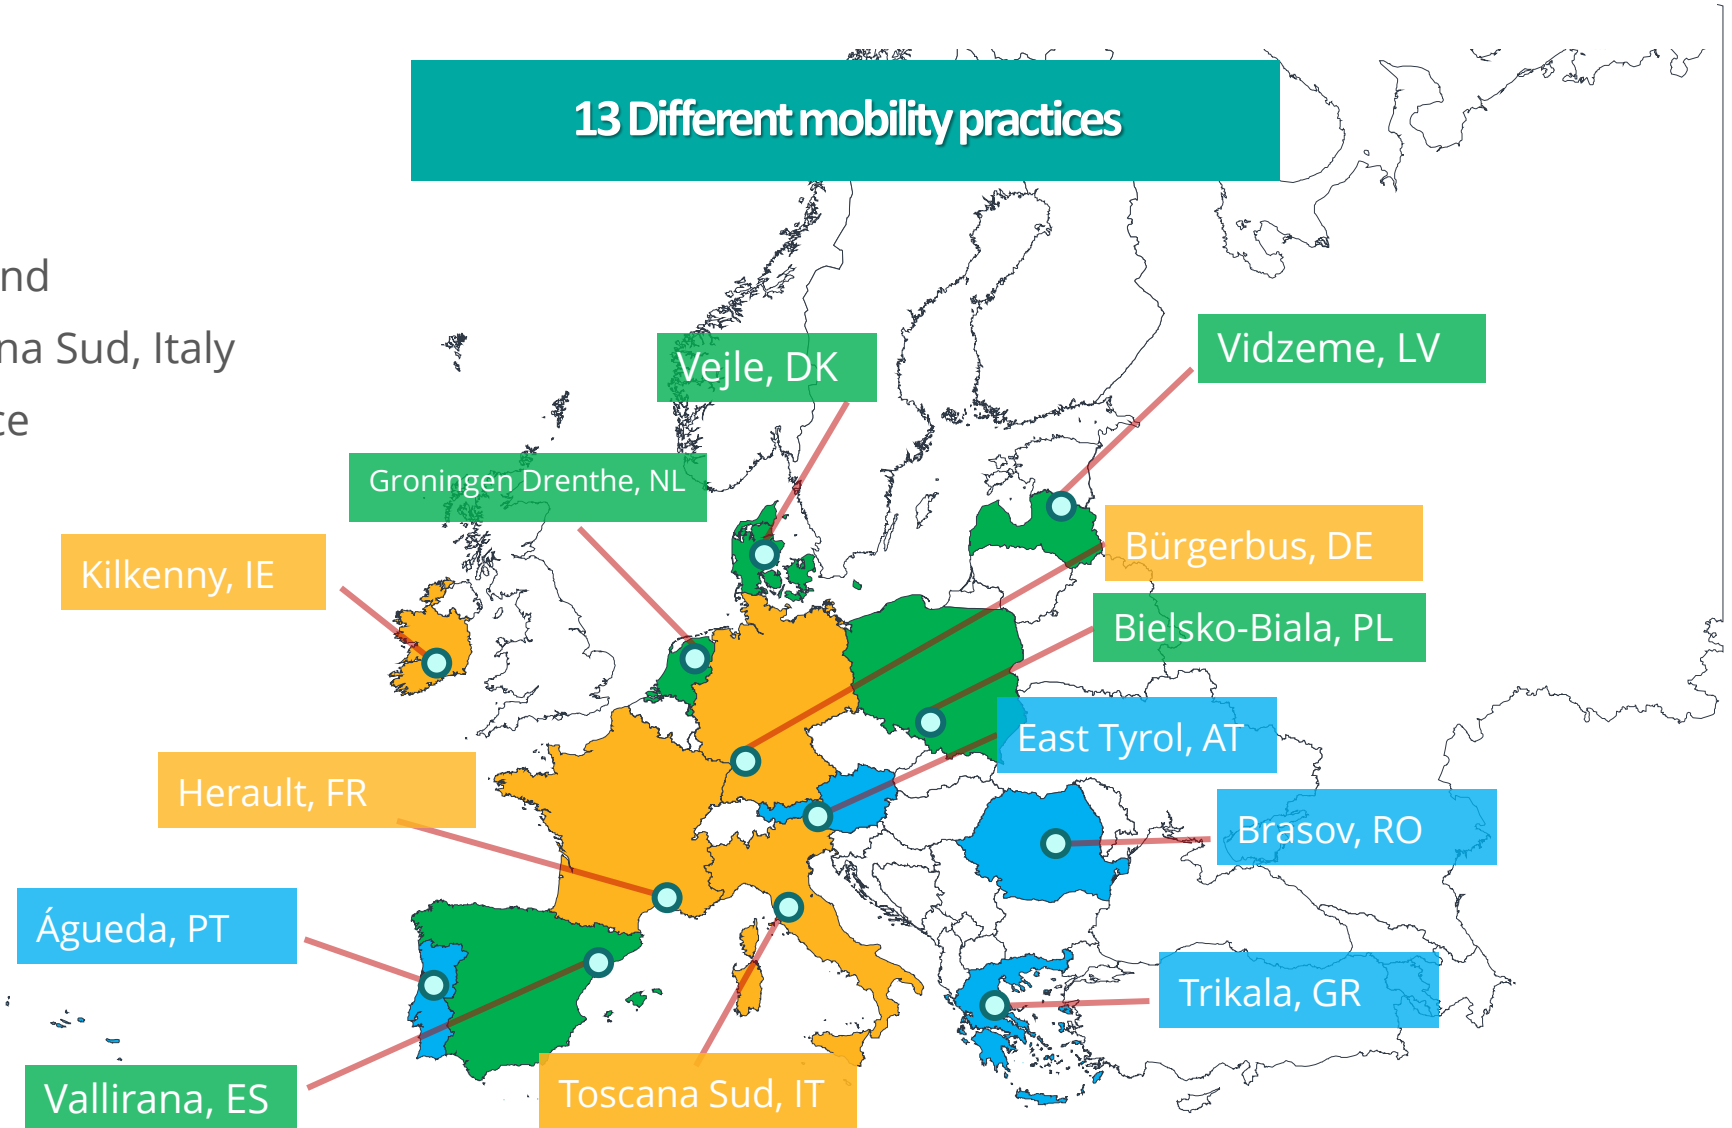 13 Different mobility practices
nd
na Sud, Italy
ce
Vejle, DK
Vidzeme, LV
Groningen Drenthe, NL
Kilkenny, IE
Bürgerbus, DE
Bielsko-Biala, PL
East Tyrol, AT
Herault, FR
Brasov, RO
Águeda, PT
Trikala, GR
Vallirana, ES
Toscana Sud, IT